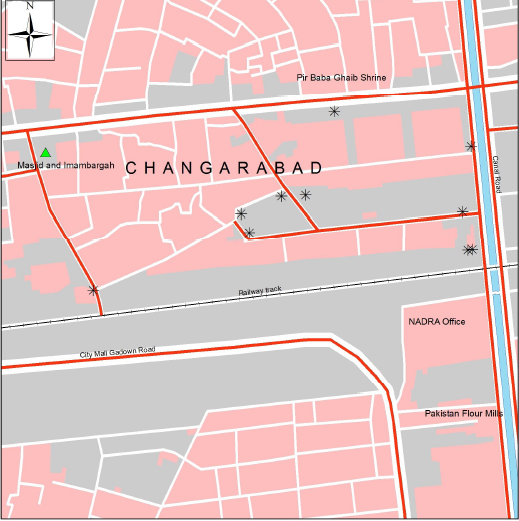 N
Pir Baba Ghaib Shrine
Masjid and Imambargah
CHANGARABAD
Canal Road
Railway track
City Mall Gadown Road
NADRA Office
Pakistan Flour Mills